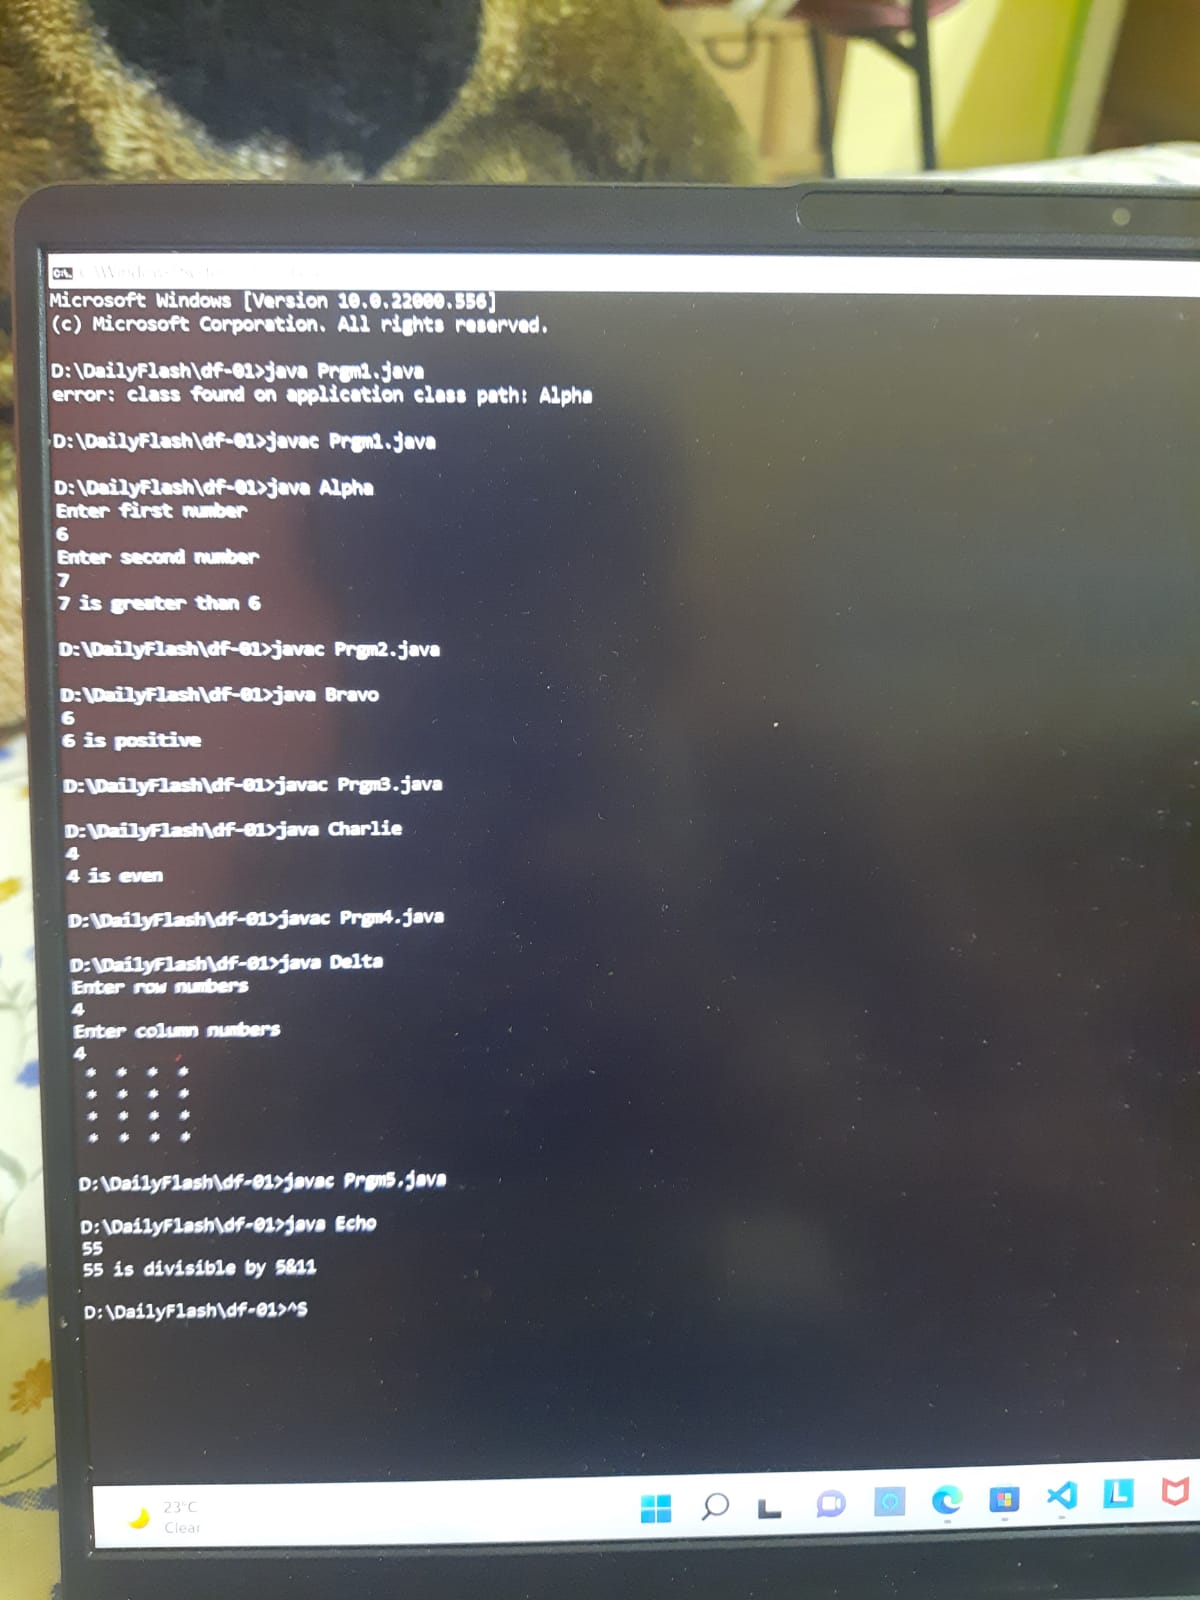 Microsoft Windows [Version 10.0.22000.556]
(c) Microsoft Corporation. All rights reserved.
D:\DailyFlash\df-01>java Prgm1.java
error: class found on application class path: Alpha
D:\DailyFlash\df-01>javac Prgm1.java
D:\DailyFlash\df-01>java Alpha
Enter first number
6
Enter second number
7
7 is greater than 6
D:\DailyFlash\df-01>javac Prgm2.java
D:\DailyFlash\df-01>java Bravo
6
6 is positive
D:\DailyFlash\df-01>javac Prgm3.java
D:\DailyFlash\df-01>java Charlie
4
4 is even
D:\DailyFlash\df-01>javac Prgm4.java
D:\DailyFlash\df-01>java Delta
Enter row numbers
4
Enter column numbers
4
* * * *
* * * *
* * * *
* * * *
D:\DailyFlash\df-01>javac Prgm5.java
D:\DailyFlash\df-01>java Echo
55
55 is divisible by 5&11
D:\DailyFlash\df-01>^S
23°C
Clear